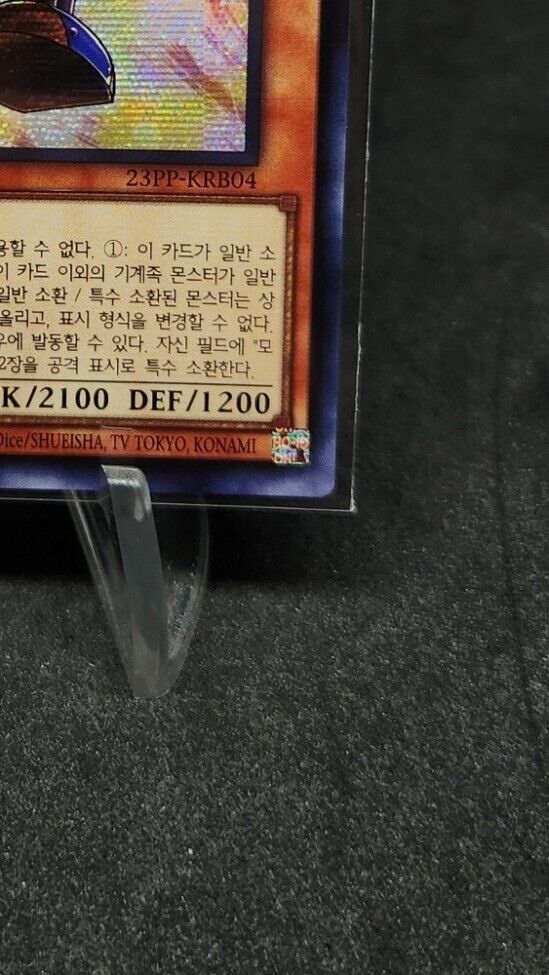 23PP-KRB04
용할 수 없다. ①: 이 카드가 일반 소
이 카드 이외의 기계족 몬스터가 일반
일반 소환 / 특수 소환된 몬스터는 상
올리고, 표시 형식을 변경할 수 없다.
우에 발동할 수 있다. 자신 필드에 "모
2장을 공격 표시로 특수 소환한다.
K/2100 DEF/1200
Dice/SHUEISHA, TV TOKYO, KONAMI